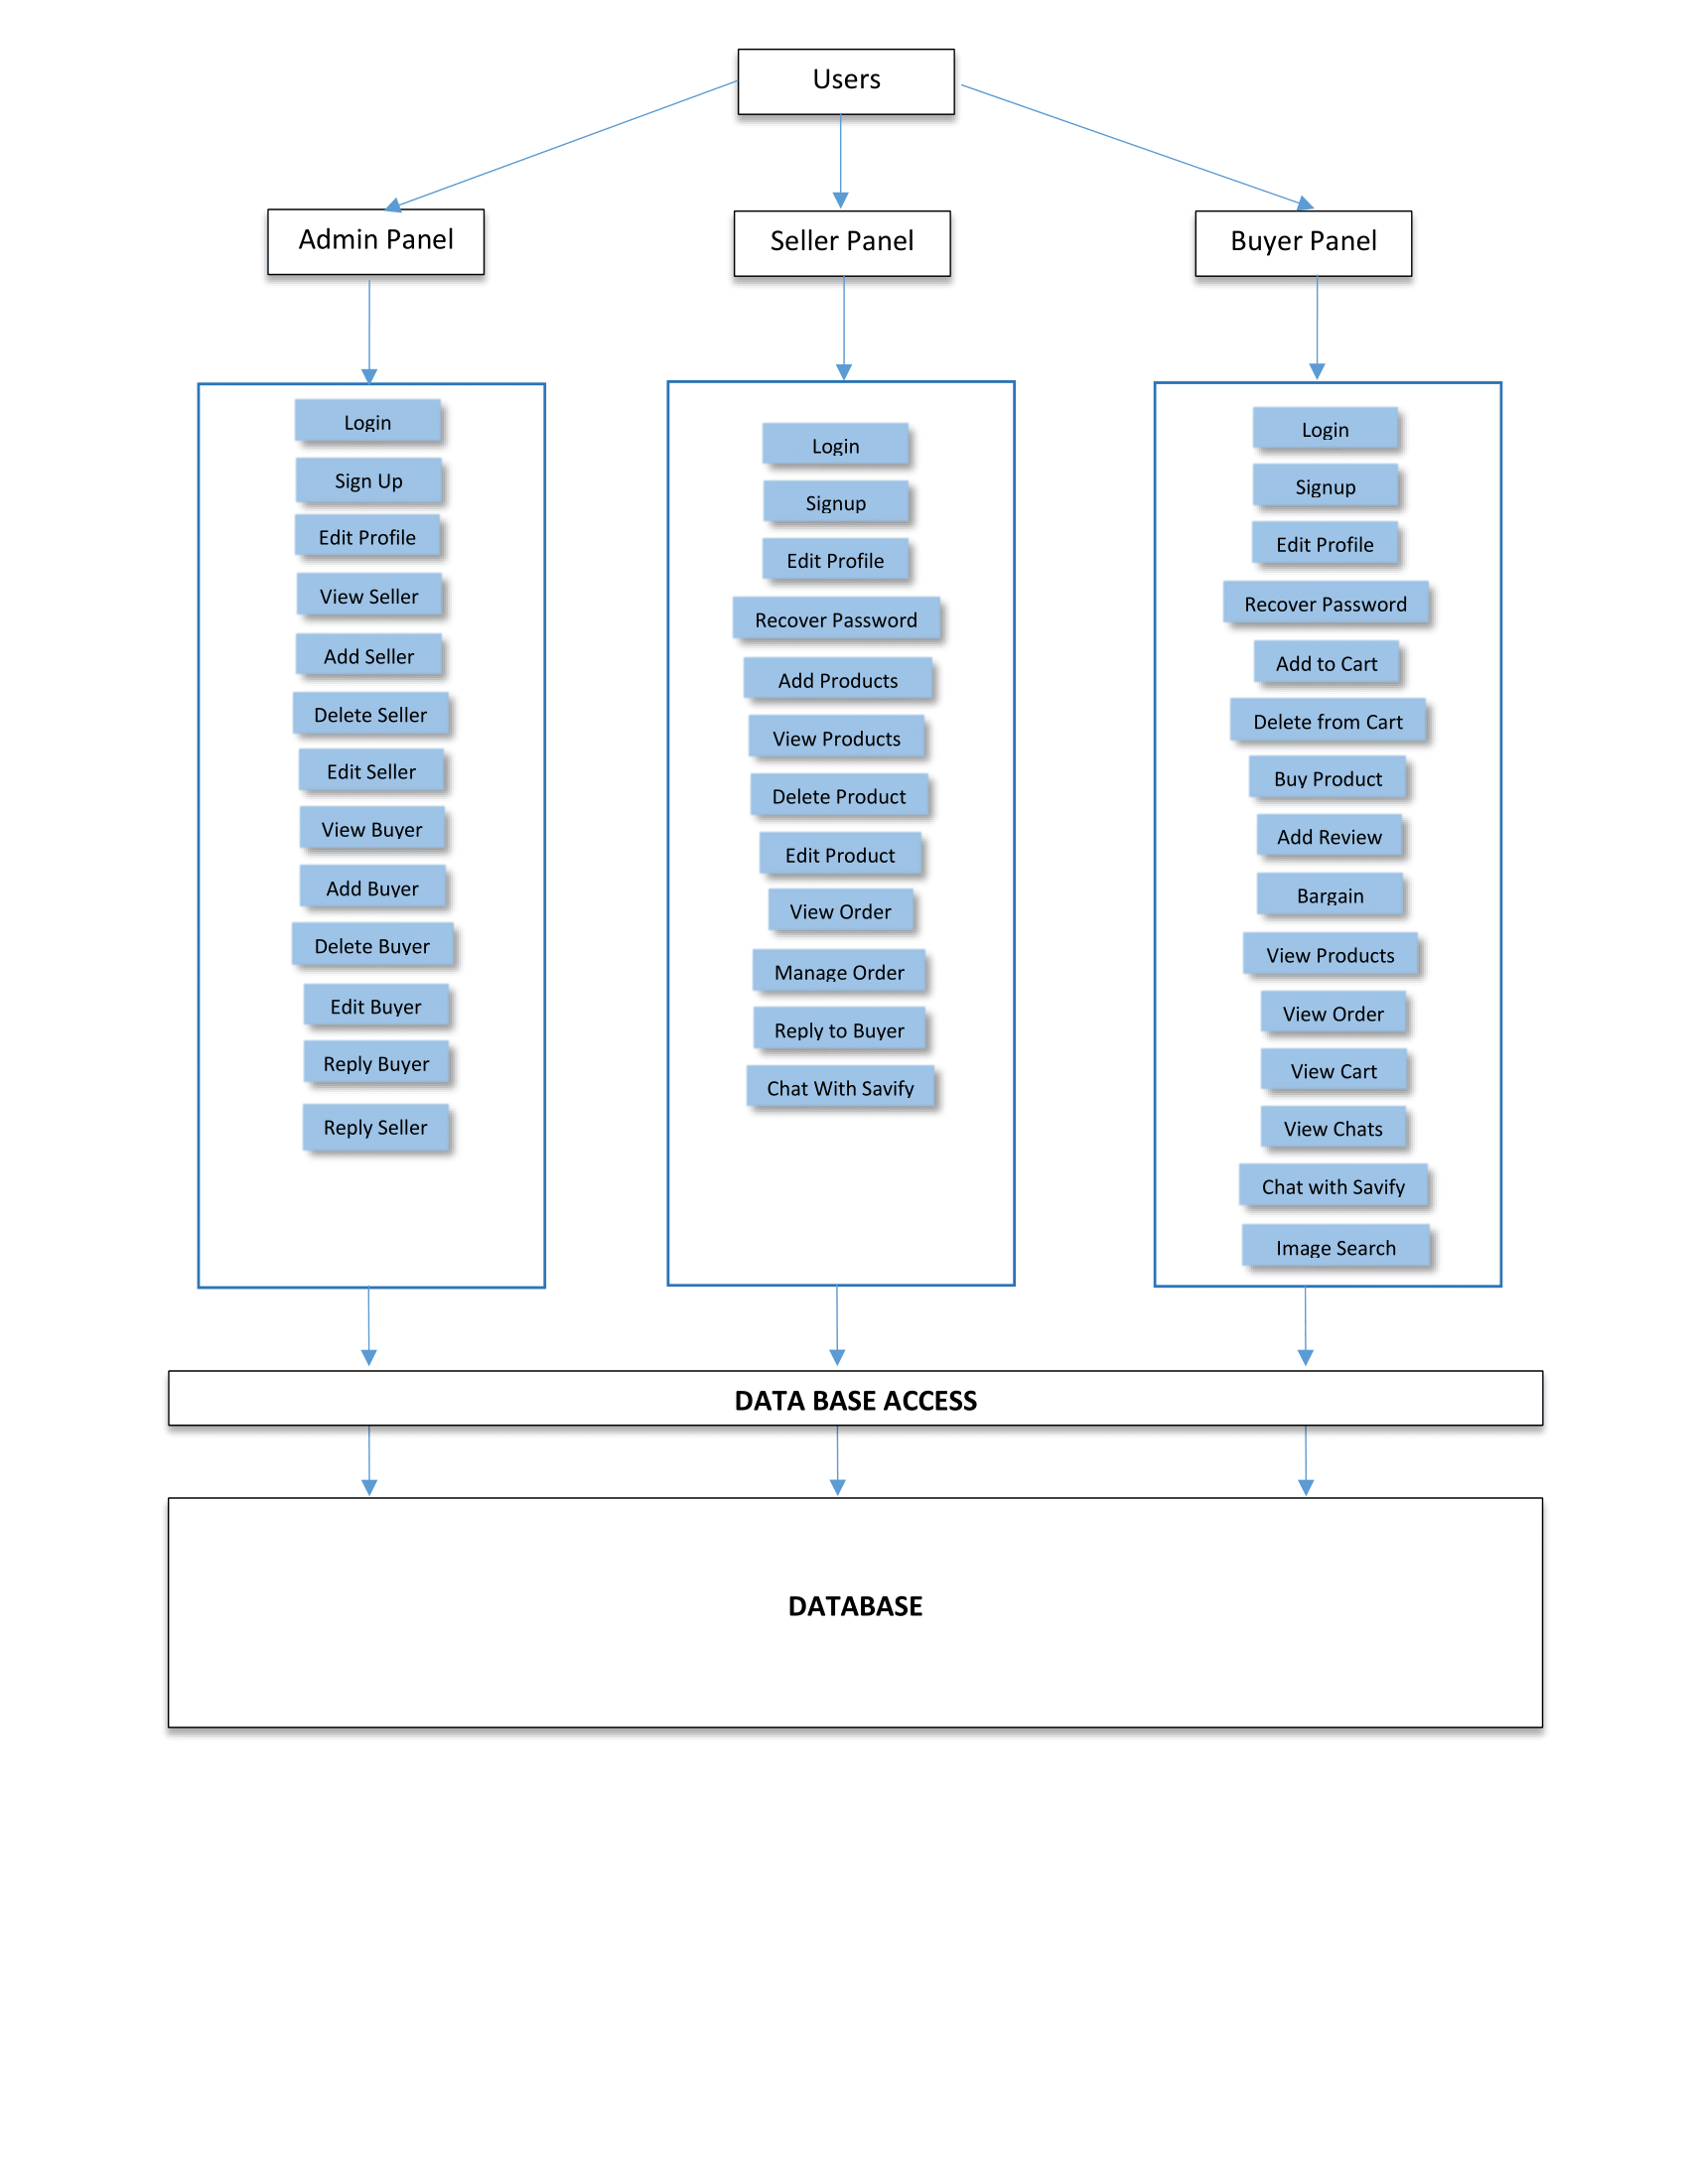 Users
Admin Panel
Seller Panel
Buyer Panel
Login
Sign Up
Edit Profile
View Seller
Add Seller
Delete Seller
Edit Seller
View Buyer
Add Buyer
Delete Buyer
Edit Buyer
Reply Buyer
Reply Seller
Login
Signup
Edit Profile
Recover Password
Add Products
View Products
Delete Product
Edit Product
View Order
Manage Order
Reply to Buyer
Chat With Savify
Login
Signup
Edit Profile
Recover Password
Add to Cart
Delete from Cart
Buy Product
Add Review
Bargain
View Products
View Order
View Cart
View Chats
Chat with Savify
Image Search
DATA BASE ACCESS
DATABASE